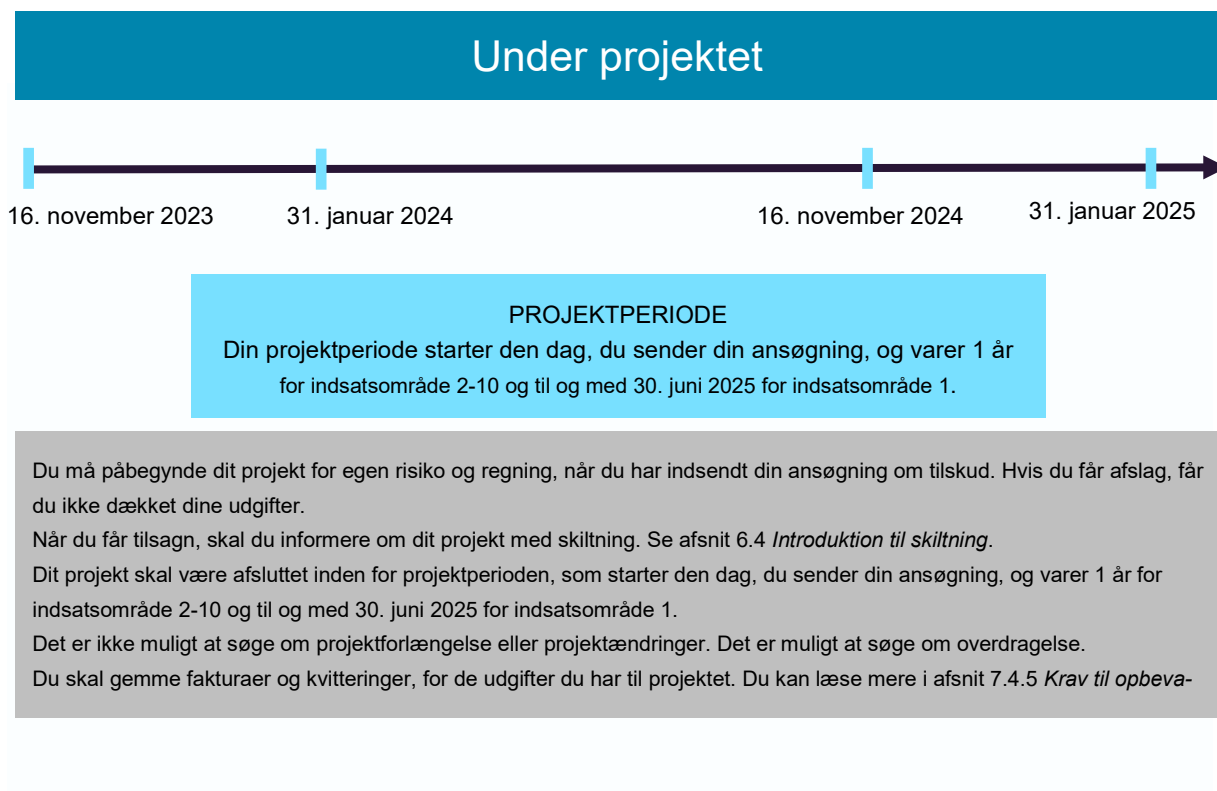 Under projektet
16. november 2023
31. januar 2024
16. november 2024
31. januar 2025
PROJEKTPERIODE
Din projektperiode starter den dag, du sender din ansøgning, og varer 1 år
for indsatsområde 2-10 og til og med 30. juni 2025 for indsatsområde 1.
Du må påbegynde dit projekt for egen risiko og regning, når du har indsendt din ansøgning om tilskud. Hvis du får afslag, får
du ikke dækket dine udgifter.
Når du får tilsagn, skal du informere om dit projekt med skiltning. Se afsnit 6.4 Introduktion til skiltning.
Dit projekt skal være afsluttet inden for projektperioden, som starter den dag, du sender din ansøgning, og varer 1 år for
indsatsområde 2-10 og til og med 30. juni 2025 for indsatsområde 1.
Det er ikke muligt at søge om projektforlængelse eller projektændringer. Det er muligt at søge om overdragelse.
Du skal gemme fakturaer og kvitteringer, for de udgifter du har til projektet. Du kan læse mere i afsnit 7.4.5 Krav til opbeva-